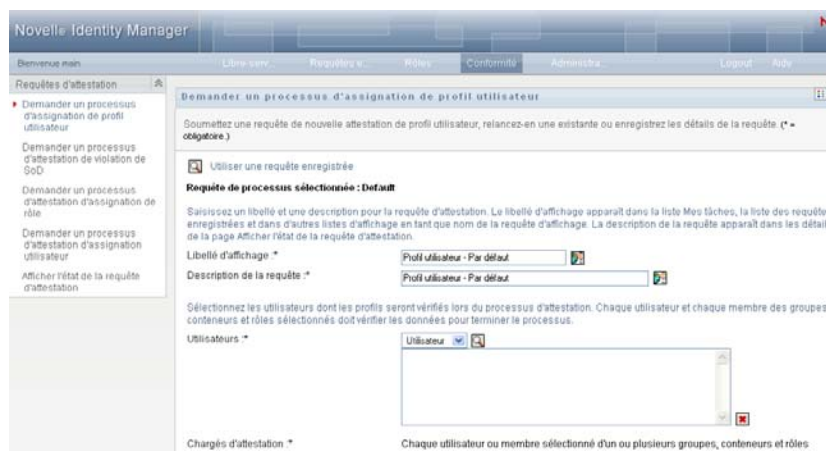 Novell® Identity Manager
Bienvenue main
Libre-serv...
Requêtes e...
Rôles
Conformité
Administra...
Logout
Aide
Requêtes d'attestation
Demander un processus
d'assignation de profil
utilisateur
Demander un processus
d'attestation de violation de
SoD
Demander un processus
d'attestation d'assignation de
rôle
Demander un processus
d'attestation d'assignation
utilisateur
Afficher l'état de la requête
d'attestation
Demander un processus d'assignation de profil utilisateur
Soumettez une requête de nouvelle attestation de profil utilisateur, relancez-en une existante ou enregistrez les détails de la requête. (* =
obligatoire.)
Utiliser une requête enregistrée
Requête de processus sélectionnée : Default
Saisissez un libellé et une description pour la requête d'attestation. Le libellé d'affichage apparaît dans la liste Mes tâches, la liste des requête
enregistrées et dans d'autres listes d'affichage en tant que nom de la requête d'affichage. La description de la requête apparaît dans les détail
de la page Afficher l'état de la requête d'attestation.
Libellé d'affichage :*
Profil utilisateur - Par défaut
Description de la requête :*
Profil utilisateur - Par défaut
Sélectionnez les utilisateurs dont les profils seront vérifiés lors du processus d'attestation. Chaque utilisateur et chaque membre des groupes,
conteneurs et rôles sélectionnés doit vérifier les données pour terminer le processus.
Utilisateurs :*
Utilisateur
Chargés d'attestation :*
Chaque utilisateur ou membre sélectionné d'un ou plusieurs groupes, conteneurs et rôles